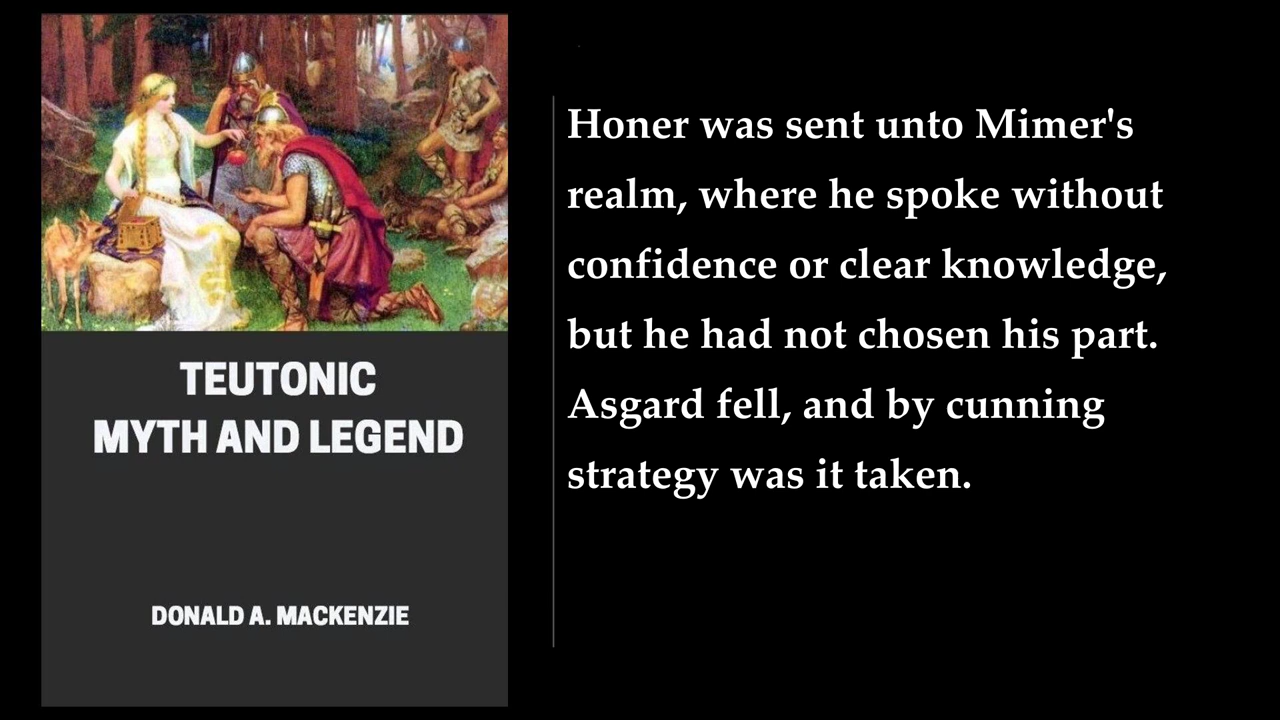 TEUTONIC
MYTH AND LEGEND
DONALD A. MACKENZIE
Honer was sent unto Mimer's
realm, where he spoke without
confidence or clear knowledge,
but he had not chosen his part.
Asgard fell, and by cunning
strategy was it taken.